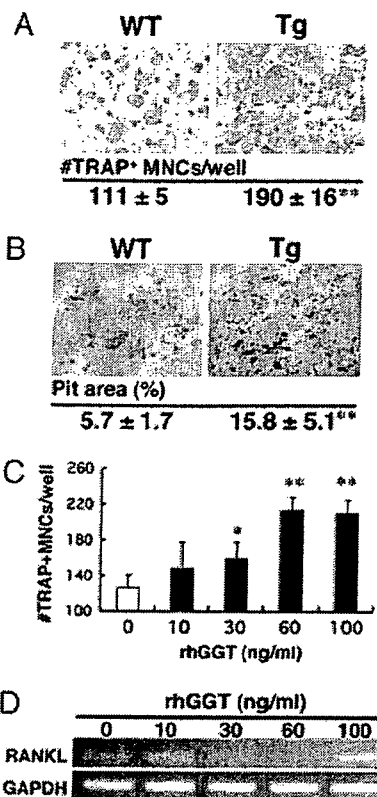 A
WT Tg
#TRAP+ MNCs/well
111 ± 5 190 ± 16**
B
WT Tg
Pit area (%)
5.7 ± 1.7 15.8 ± 5.1**
C
#TRAP+MNCs/well
260
220
180
140
100
* ** **
0 10 30 60 100
rhGGT (ng/ml)
D
rhGGT (ng/ml)
0 10 30 60 100
RANKL
GAPDH